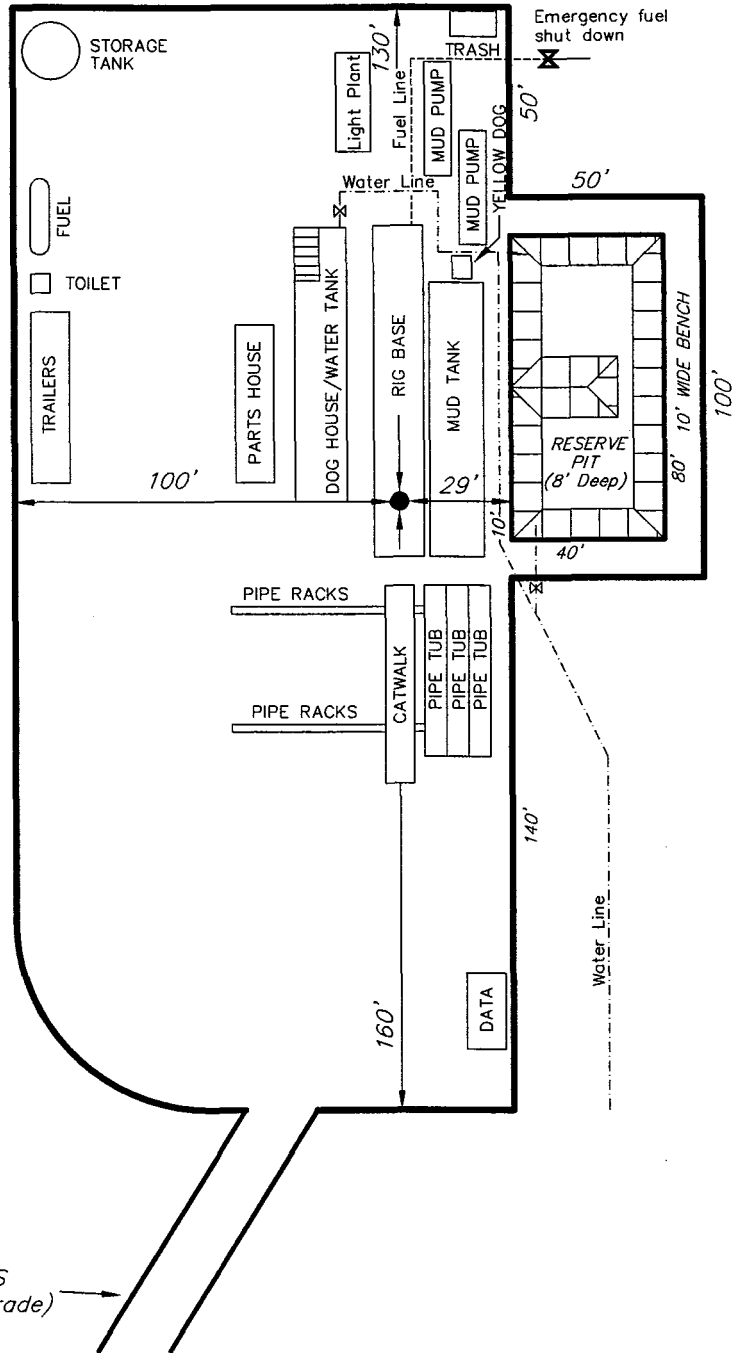 Emergency fuel
shut down
STORAGE
TANK
TRASH
130'
Light Plant
Fuel Line
MUD PUMP
50'
MUD PUMP
YELLOW DOG
50'
Water Line
FUEL
TOILET
TRAILERS
PARTS HOUSE
DOG HOUSE/WATER TANK
RIG BASE
MUD TANK
RESERVE
PIT
(8' Deep)
80'
10' WIDE BENCH
100'
100'
29'
10'
40'
PIPE RACKS
PIPE RACKS
CATWALK
PIPE TUB
PIPE TUB
PIPE TUB
140'
Water Line
160'
DATA
S
rade)